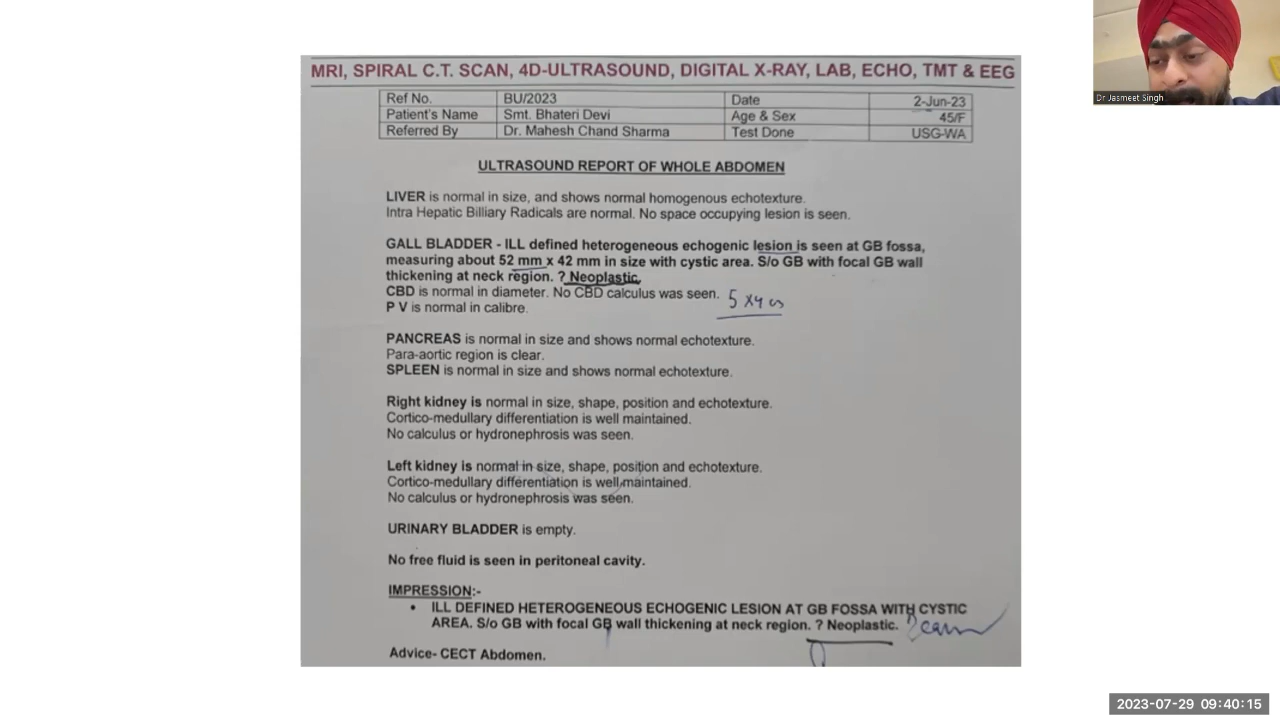 MRI, SPIRAL C.T. SCAN, 4D-ULTRASOUND, DIGITAL X-RAY, LAB, ECHO, TMT & EEG
Ref No. BU/2023 Date 2-Jun-23
Patient's Name Smt. Bhateri Devi Age & Sex 45/F
Referred By Dr. Mahesh Chand Sharma Test Done USG-WA
ULTRASOUND REPORT OF WHOLE ABDOMEN
LIVER is normal in size, and shows normal homogenous echotexture.
Intra Hepatic Billiary Radicals are normal. No space occupying lesion is seen.
GALL BLADDER - ILL defined heterogeneous echogenic lesion is seen at GB fossa,
measuring about 52 mm x 42 mm in size with cystic area. S/o GB with focal GB wall
thickening at neck region. ? Neoplastic.
CBD is normal in diameter. No CBD calculus was seen.
5 x 4 cm
P V is normal in calibre.
PANCREAS is normal in size and shows normal echotexture.
Para-aortic region is clear.
SPLEEN is normal in size and shows normal echotexture.
Right kidney is normal in size, shape, position and echotexture.
Cortico-medullary differentiation is well maintained.
No calculus or hydronephrosis was seen.
Left kidney is normal in size, shape, position and echotexture.
Cortico-medullary differentiation is well maintained.
No calculus or hydronephrosis was seen.
URINARY BLADDER is empty.
No free fluid is seen in peritoneal cavity.
IMPRESSION:-
• ILL DEFINED HETEROGENEOUS ECHOGENIC LESION AT GB FOSSA WITH CYSTIC
AREA. S/o GB with focal GB wall thickening at neck region. ? Neoplastic.
Advice- CECT Abdomen.
Dr Jasmeet Singh
2023-07-29 09:40:15